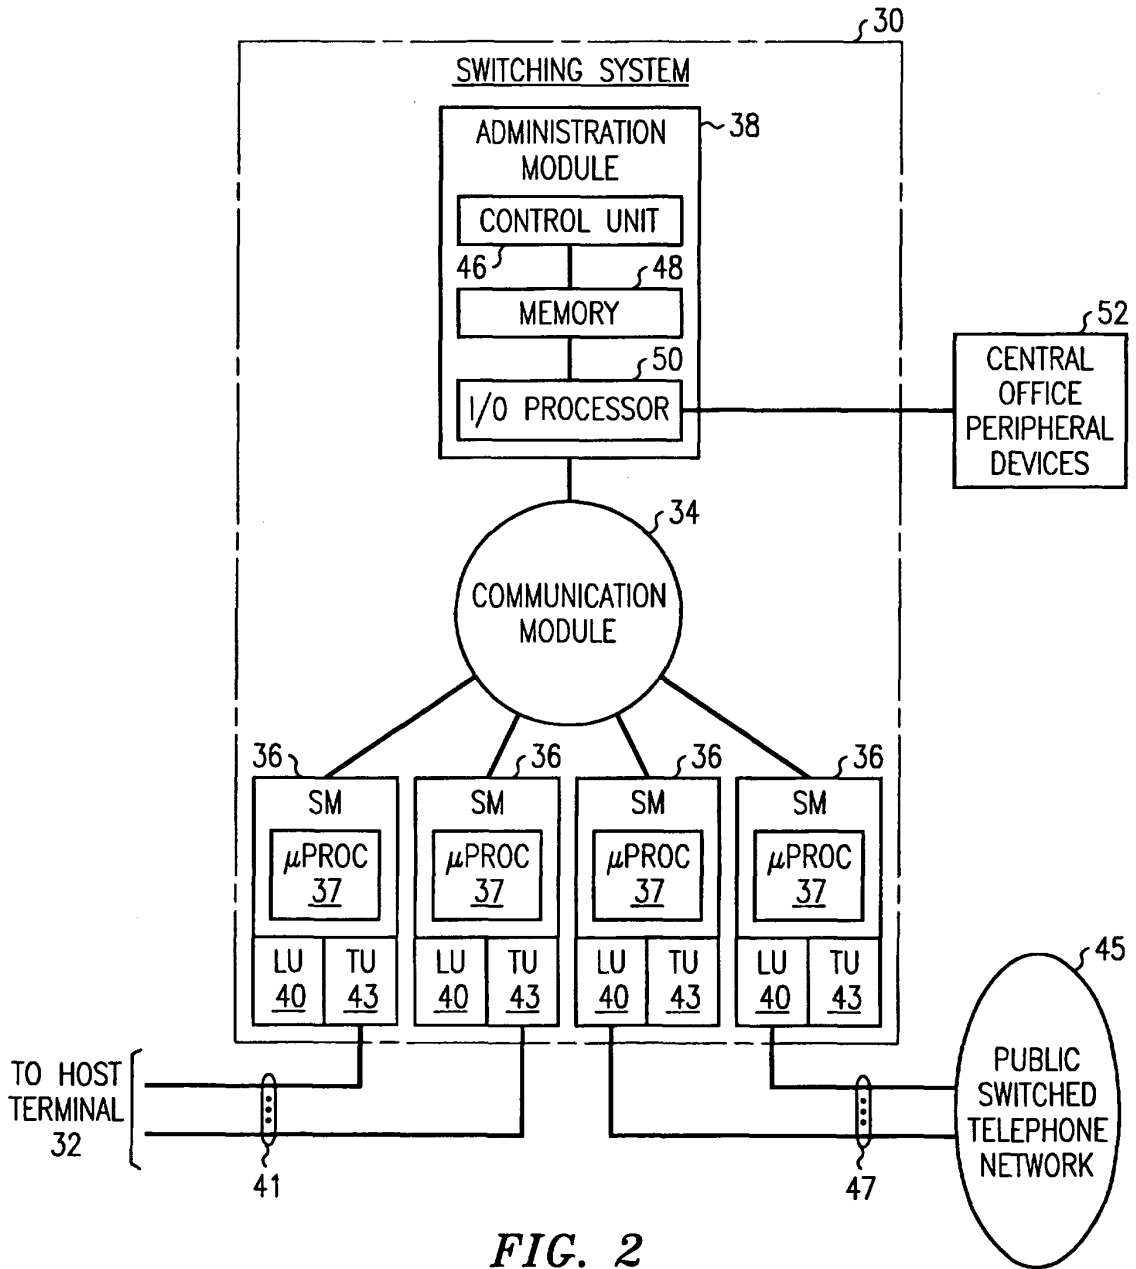 30
SWITCHING SYSTEM
38
ADMINISTRATION
MODULE
CONTROL UNIT
46
48
MEMORY
50
I/O PROCESSOR
52
CENTRAL
OFFICE
PERIPHERAL
DEVICES
34
COMMUNICATION
MODULE
36 36 36 36
SM SM SM SM
μPROC μPROC μPROC μPROC
37 37 37 37
LU TU LU TU LU TU LU TU
40 43 40 43 40 43 40 43
45
PUBLIC
SWITCHED
TELEPHONE
NETWORK
TO HOST
TERMINAL
32
41
47
FIG. 2